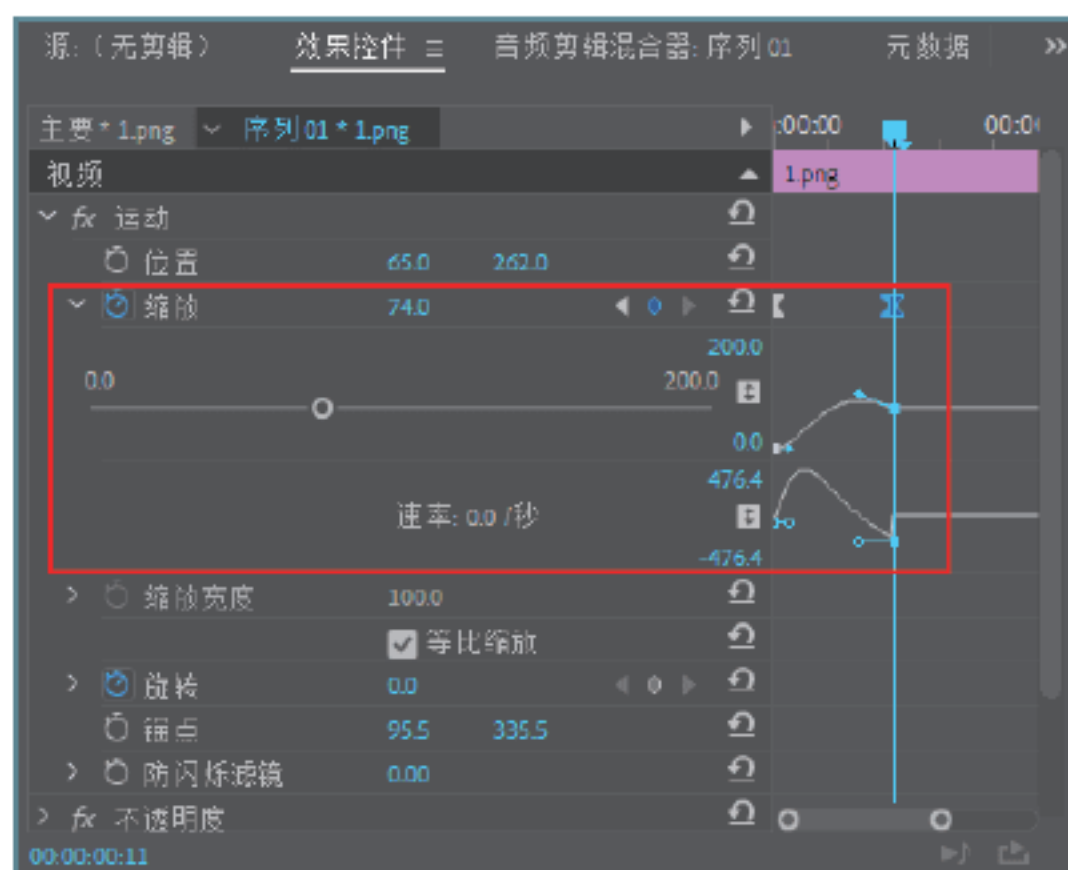 源:（无剪辑） 效果控件 音频剪辑混合器: 序列 01 元数据 »
主要 * 1.png 序列 01 * 1.png :00:00 00:0
视频 1.png
fx 运动
位置 65.0 262.0
缩放 74.0
200.0
0.0 200.0
0.0
476.4
速率: 0.0 /秒
-476.4
缩放宽度 100.0
等比缩放
旋转 0.0
锚点 95.5 335.5
防闪烁滤镜 0.00
fx 不透明度
00:00:00:11